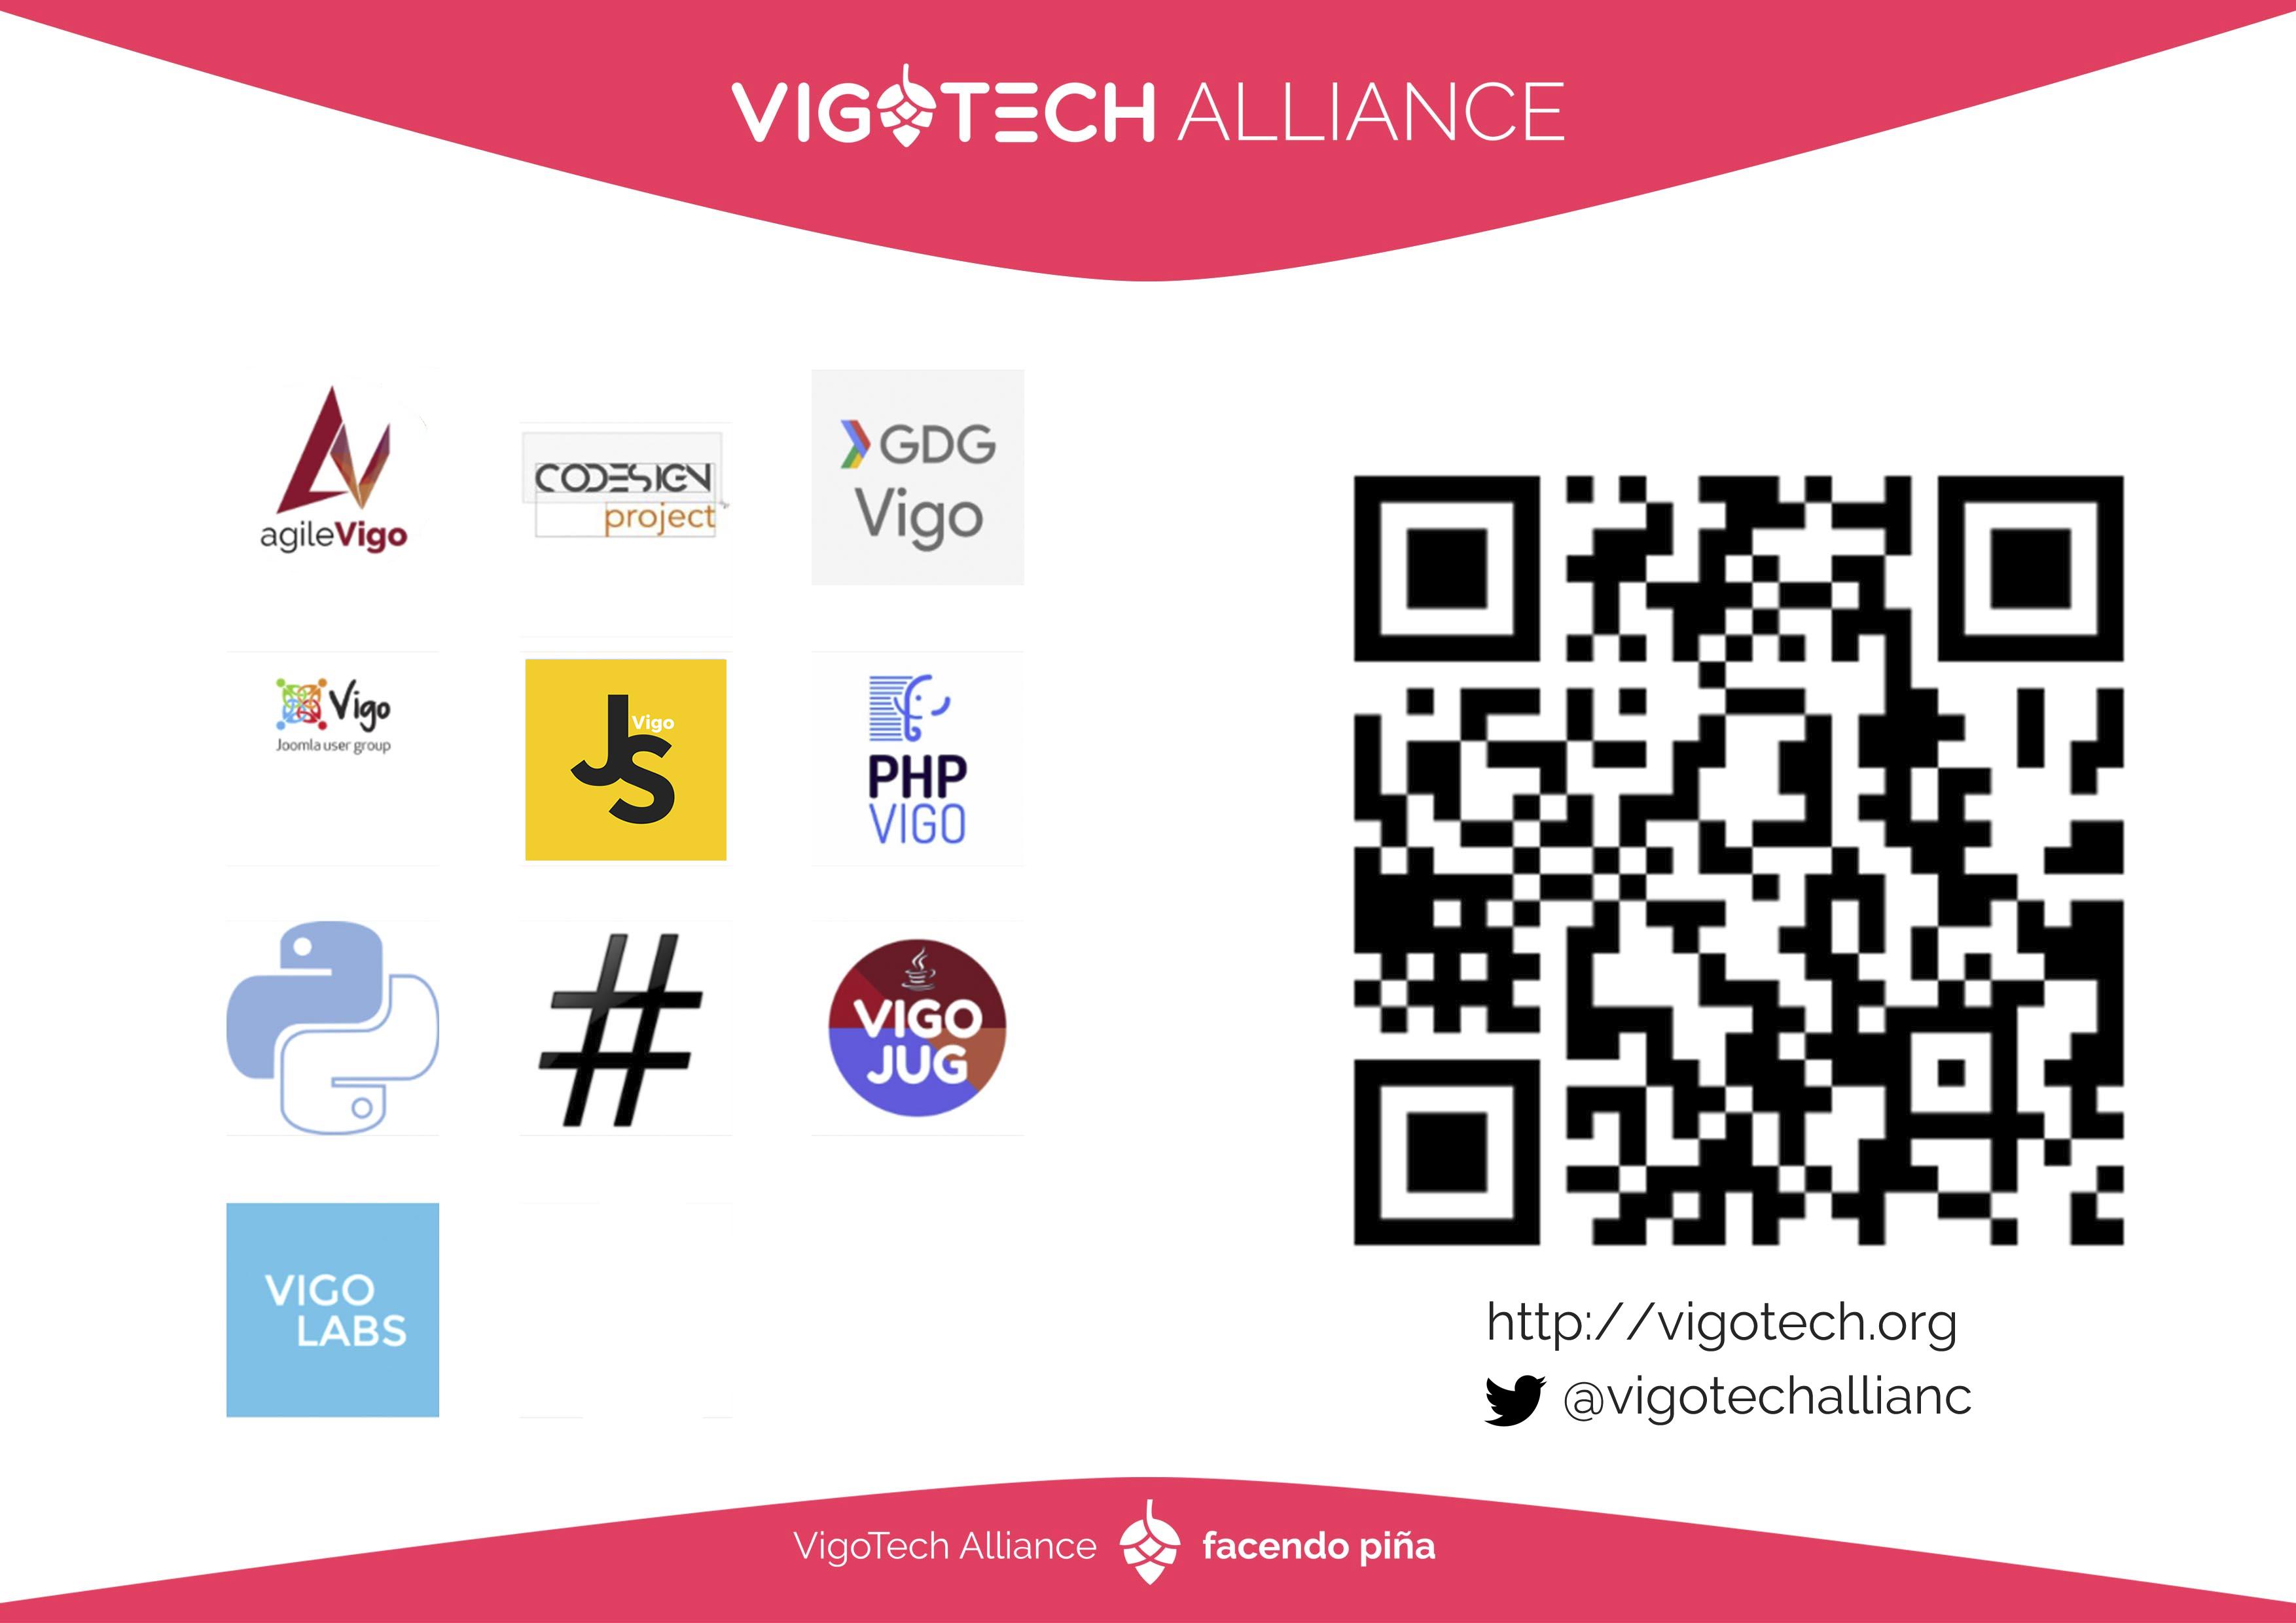 VIGOTECH ALLIANCE
agileVigo
CODESIGN
project
GDG
Vigo
Vigo
Joomla user group
JS
Vigo
PHP
VIGO
#
VIGO
JUG
VIGO
LABS
http://vigotech.org
@vigotechallianc
VigoTech Alliance facendo piña